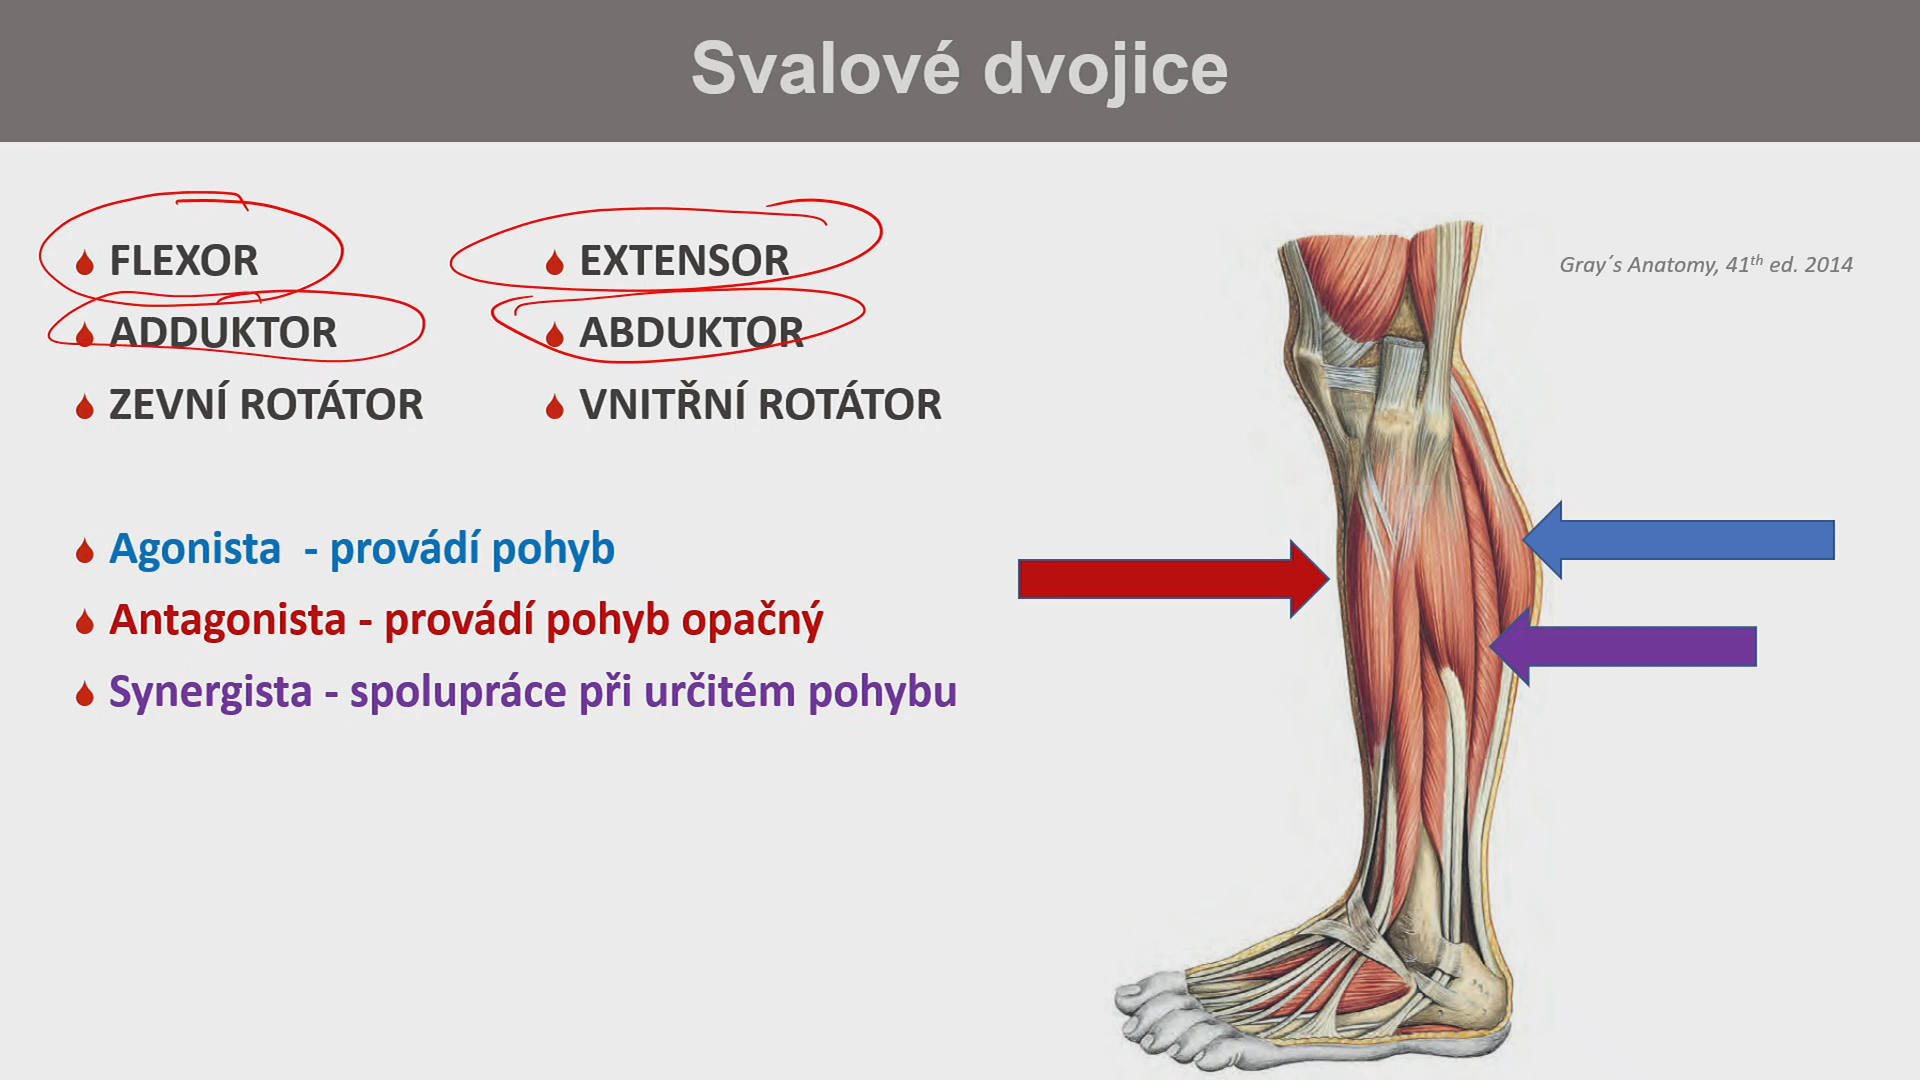 Svalové dvojice
FLEXOR
EXTENSOR
ADDUKTOR
ABDUKTOR
ZEVNÍ ROTÁTOR
VNITŘNÍ ROTÁTOR
Gray´s Anatomy, 41th ed. 2014
Agonista - provádí pohyb
Antagonista - provádí pohyb opačný
Synergista - spolupráce při určitém pohybu